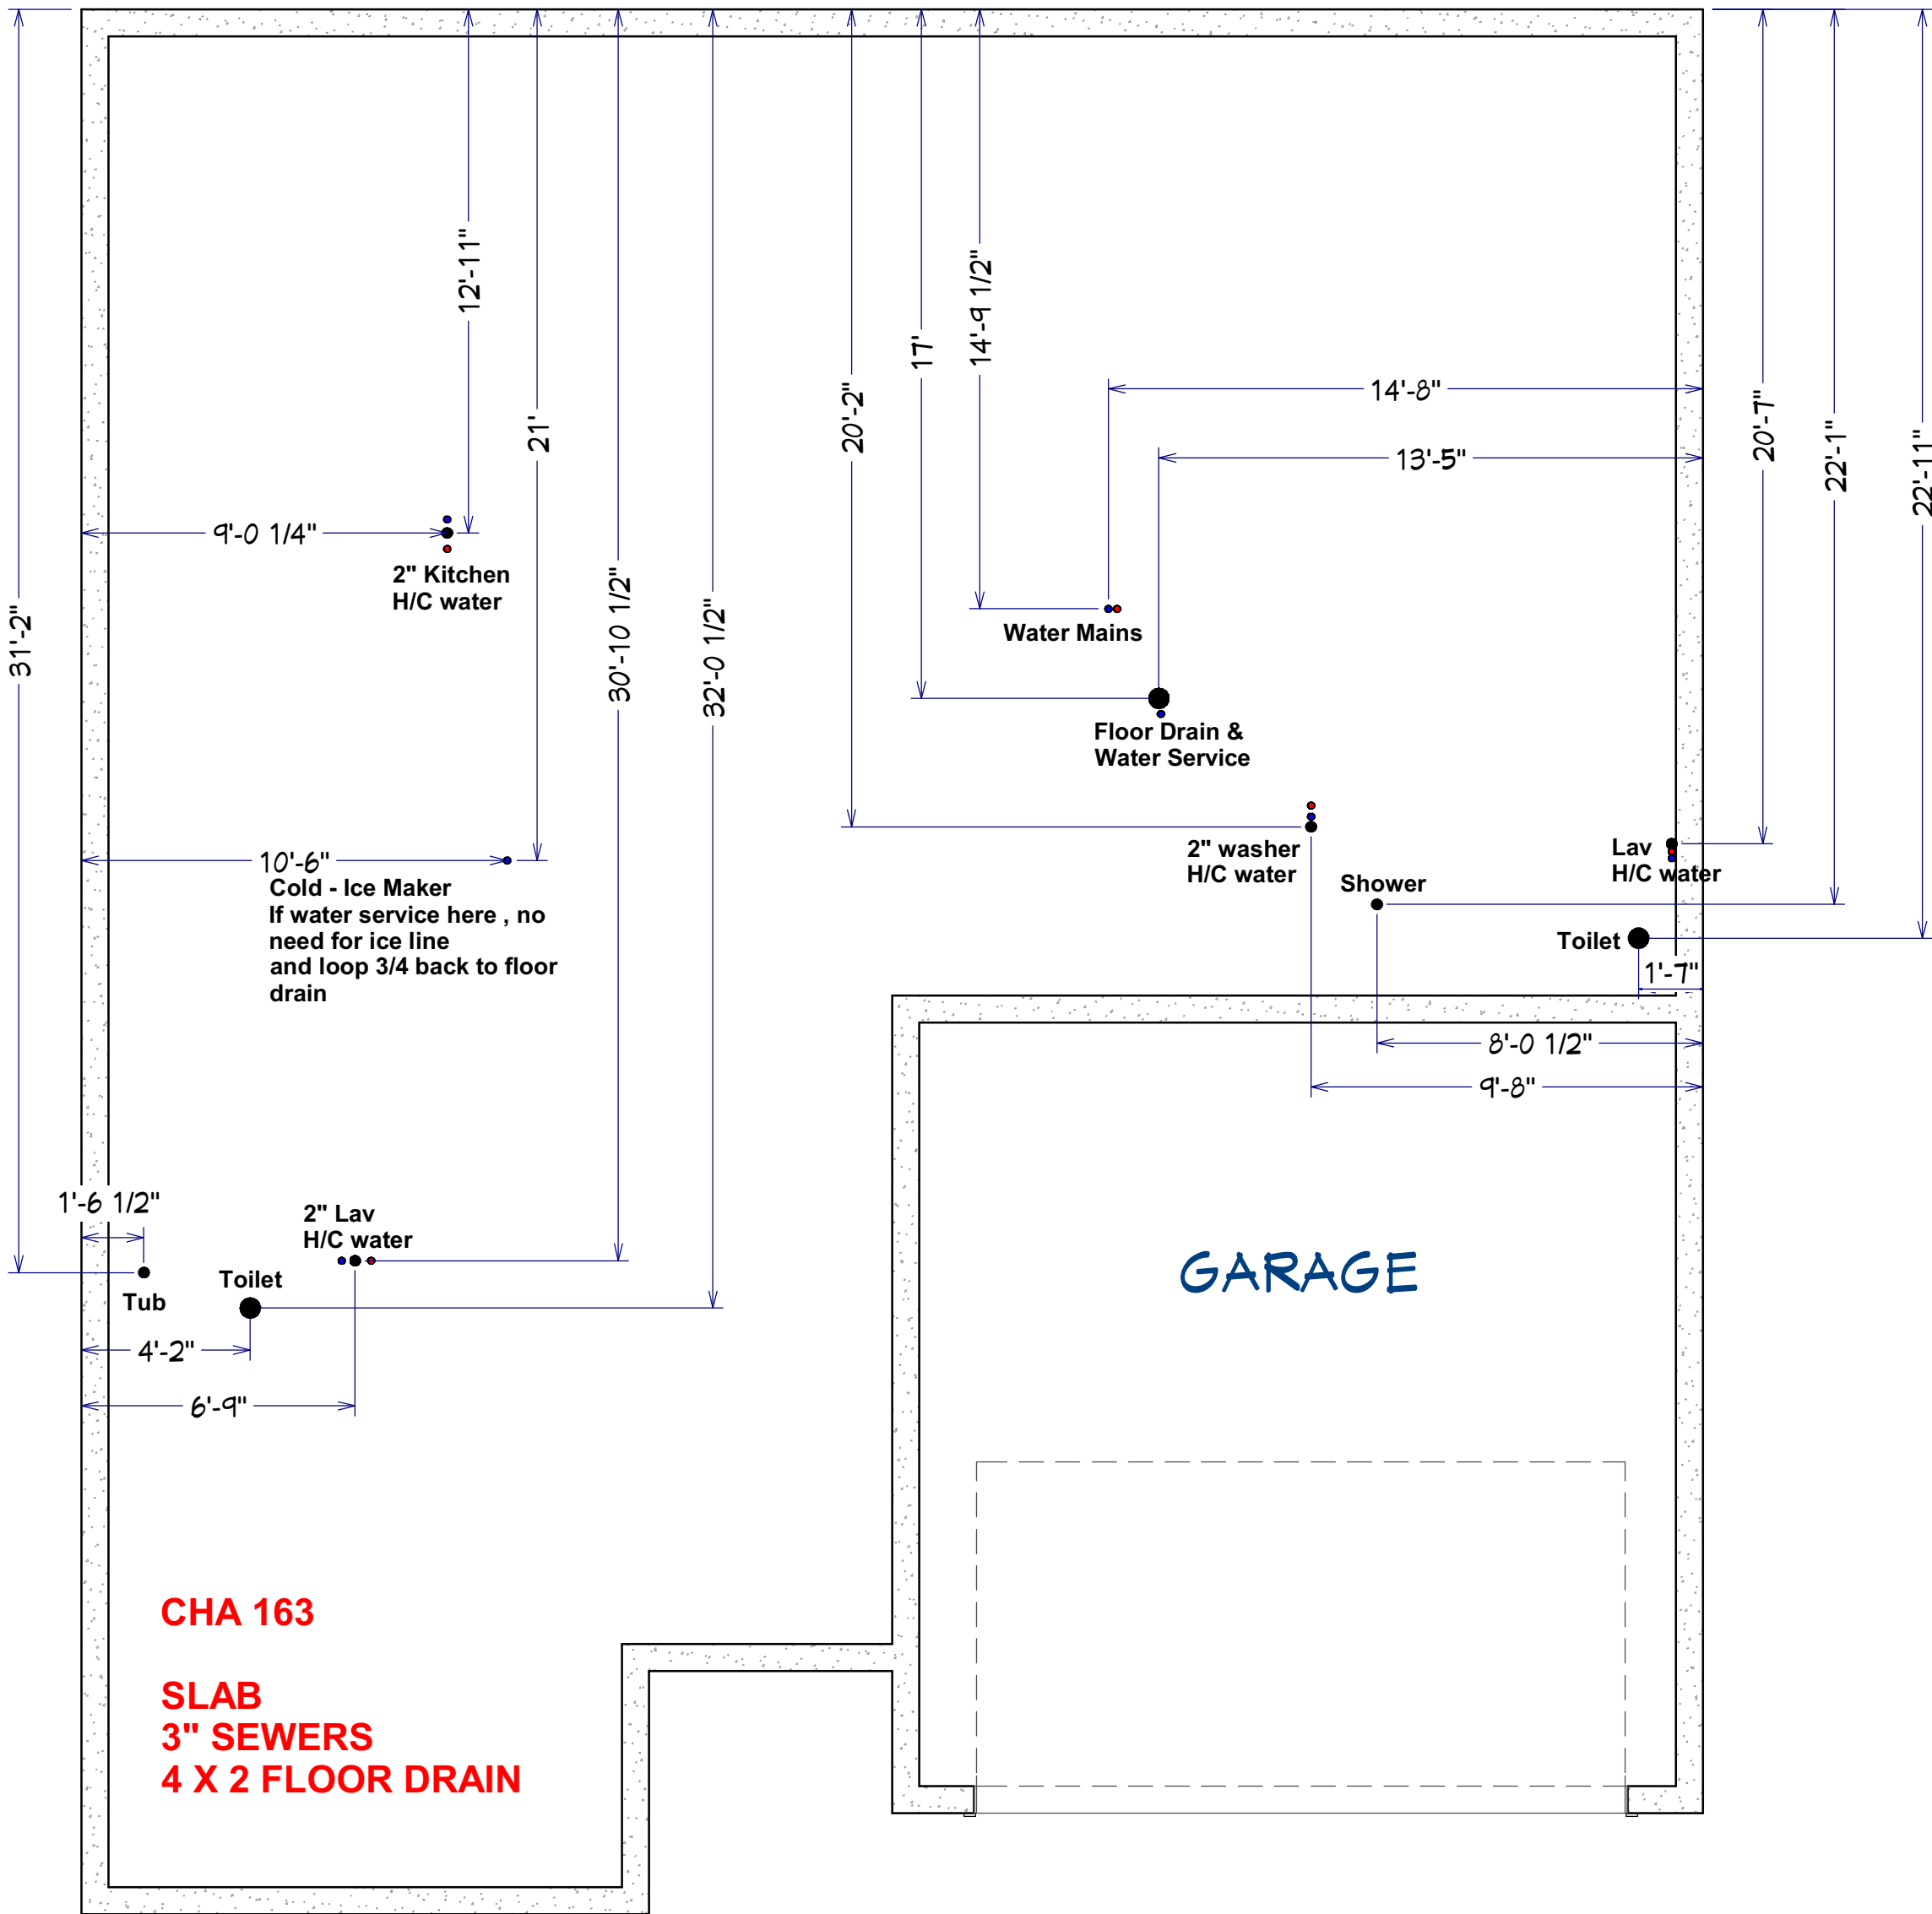 12'-11"
21'
30'-10 1/2"
32'-0 1/2"
20'-2"
17'
14'-9 1/2"
14'-8"
13'-5"
20'-7"
22'-1"
22'-11"
31'-2"
9'-0 1/4"
2" Kitchen
H/C water
Water Mains
Floor Drain &
Water Service
2" washer
H/C water
Shower
Lav
H/C water
Toilet
1'-7"
10'-6"
Cold - Ice Maker
If water service here , no
need for ice line
and loop 3/4 back to floor
drain
8'-0 1/2"
9'-8"
1'-6 1/2"
2" Lav
H/C water
Toilet
Tub
4'-2"
6'-9"
GARAGE
CHA 163
SLAB
3" SEWERS
4 X 2 FLOOR DRAIN